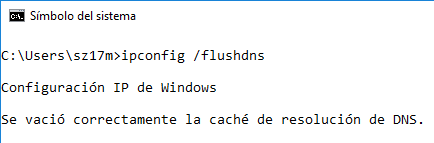 Símbolo del sistema
C:\Users\sz17m>ipconfig /flushdns
Configuración IP de Windows
Se vació correctamente la caché de resolución de DNS.